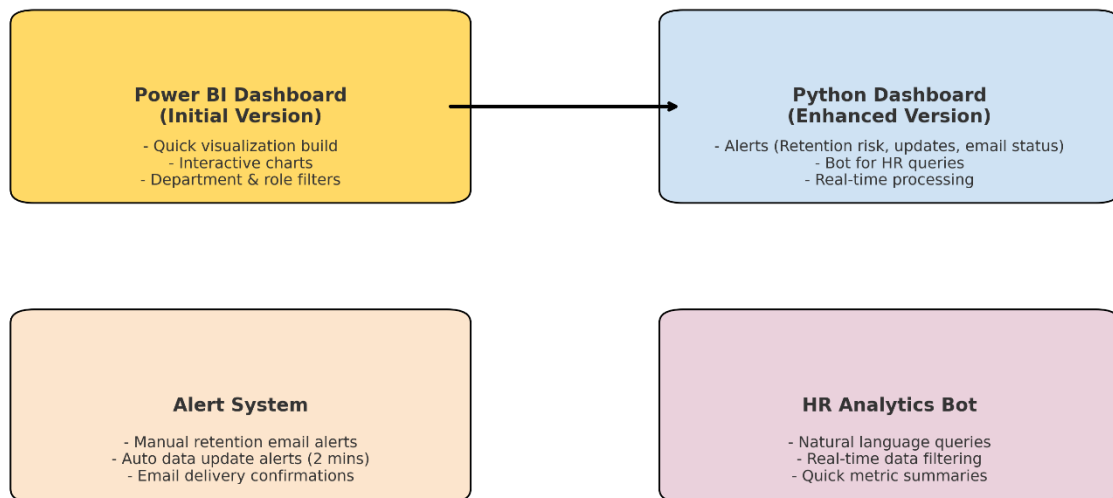 Power BI Dashboard
(Initial Version)
- Quick visualization build
- Interactive charts
- Department & role filters
Python Dashboard
(Enhanced Version)
- Alerts (Retention risk, updates, email status)
- Bot for HR queries
- Real-time processing
Alert System
- Manual retention email alerts
- Auto data update alerts (2 mins)
- Email delivery confirmations
HR Analytics Bot
- Natural language queries
- Real-time data filtering
- Quick metric summaries